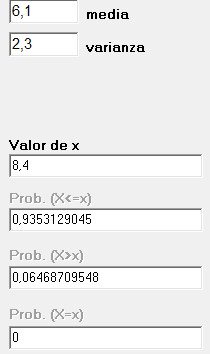 6,1 media
2,3 varianza
Valor de x
8,4
Prob. (X<=x)
0,9353129045
Prob. (X>x)
0,06468709548
Prob. (X=x)
0